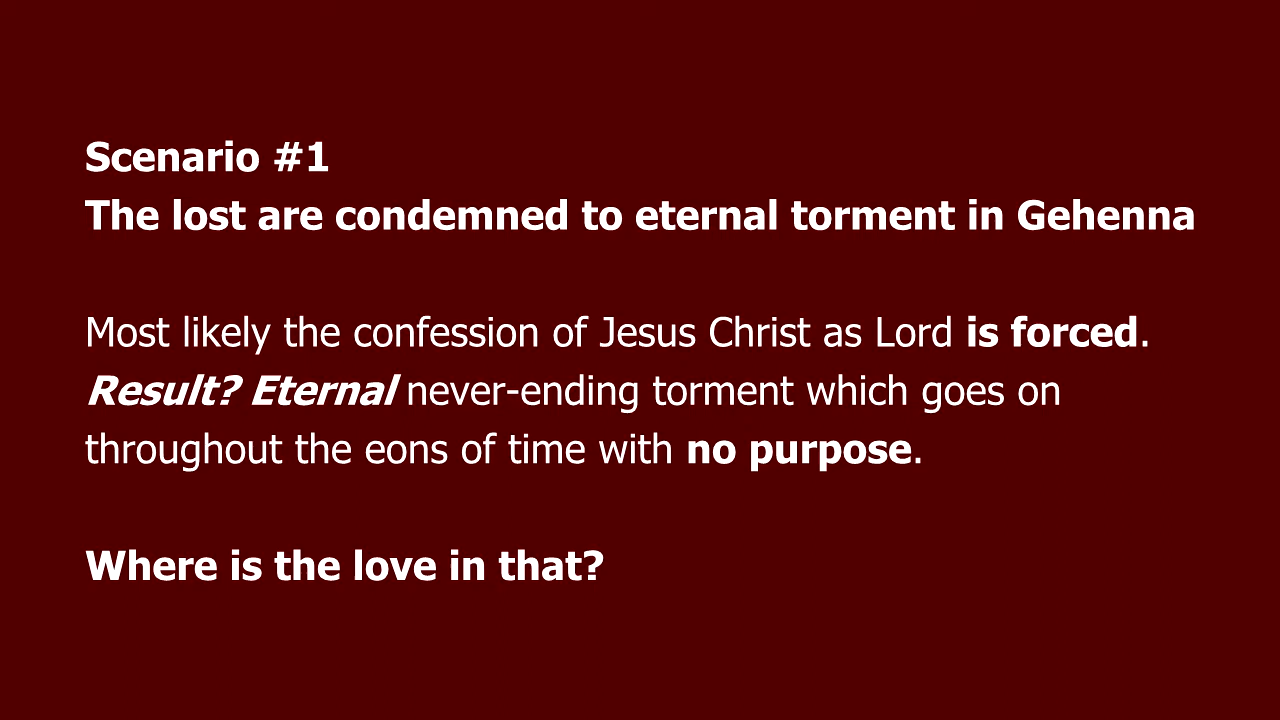 Scenario #1
The lost are condemned to eternal torment in Gehenna
Most likely the confession of Jesus Christ as Lord is forced.
Result? Eternal never-ending torment which goes on
throughout the eons of time with no purpose.
Where is the love in that?